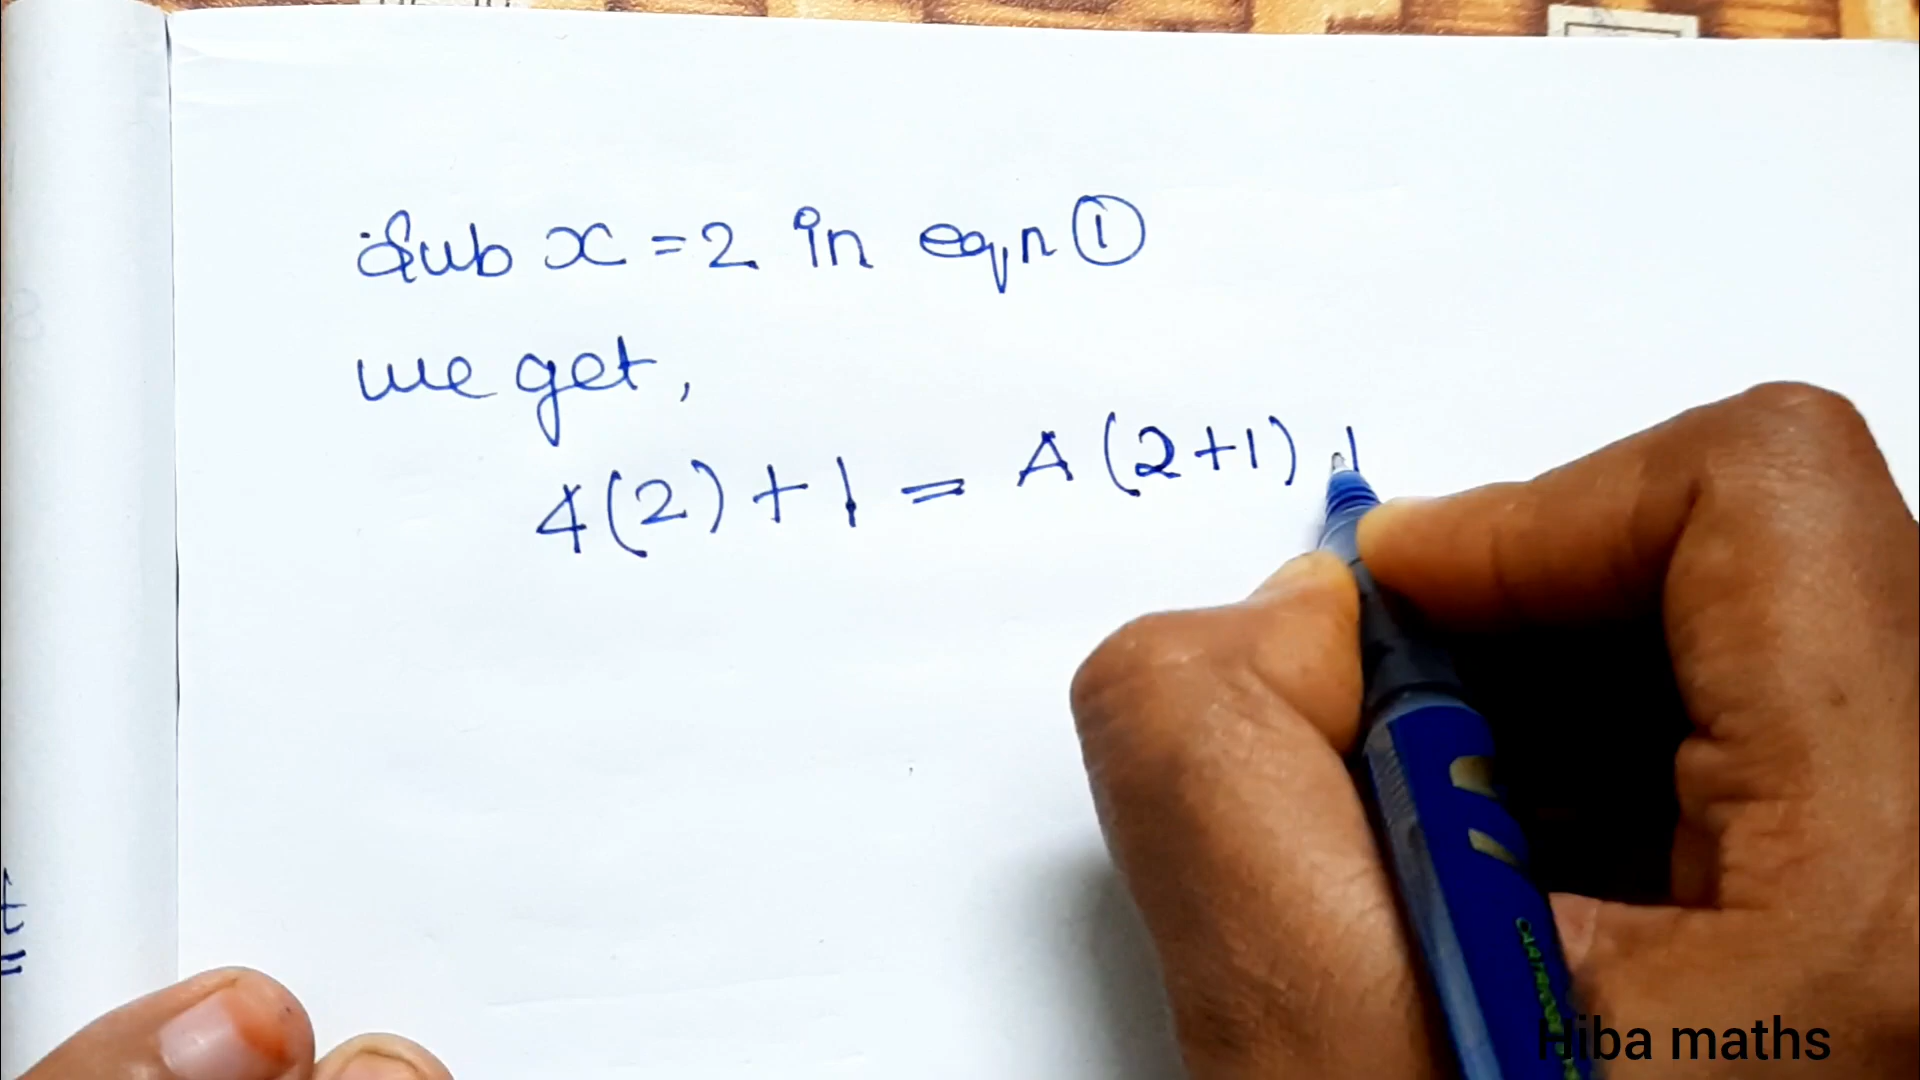 Sub x = 2 in eqn ①
we get,
4(2) + 1 = A (2+1)
Hiba maths